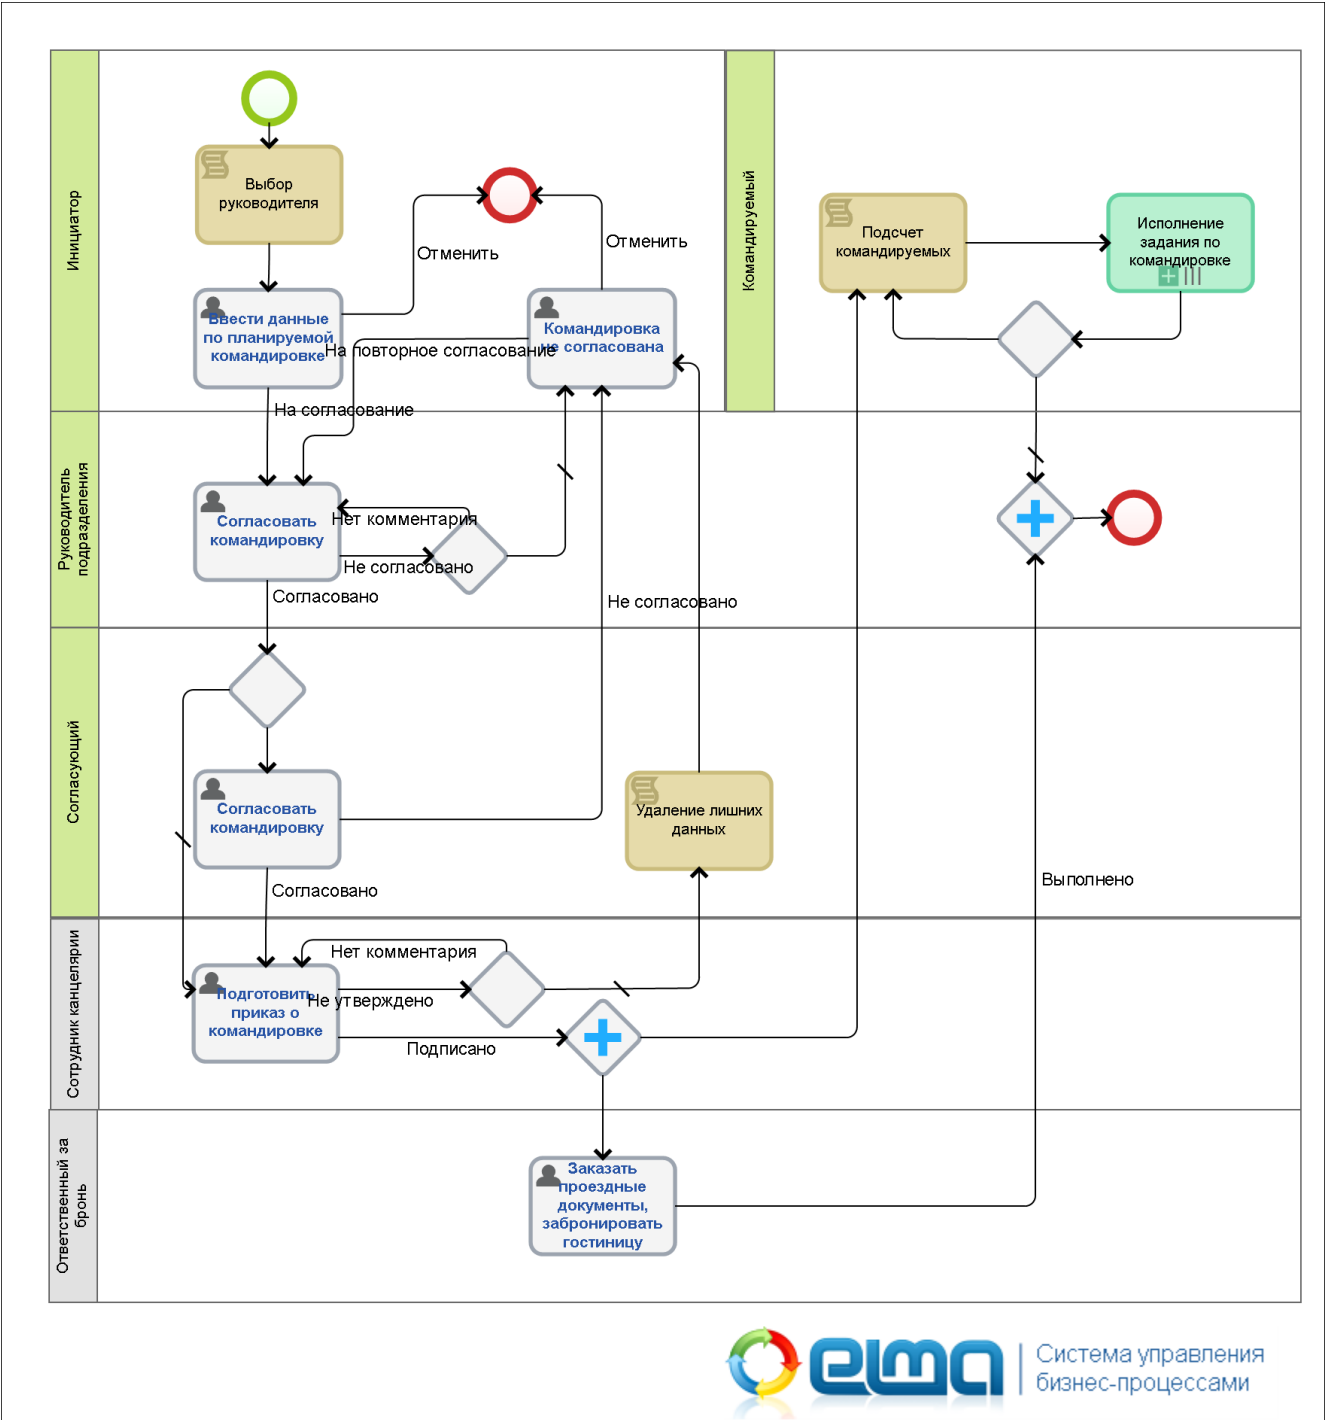 Инициатор
Выбор
руководителя
Ввести данные
по планируемой
командировке
Отменить
Отменить
Командировка
не согласована
На повторное согласование
На согласование
Командируемый
Подсчет
командируемых
Исполнение
задания по
командировке
Руководитель
подразделения
Согласовать
командировку
Нет комментария
Не согласовано
Согласовано
Не согласовано
Согласующий
Согласовать
командировку
Согласовано
Удаление лишних
данных
Выполнено
Сотрудник канцелярии
Подготовить
приказ о
командировке
Нет комментария
Не утверждено
Подписано
Ответственный за
бронь
Заказать
проездные
документы,
забронировать
гостиницу
elma
Система управления
бизнес-процессами